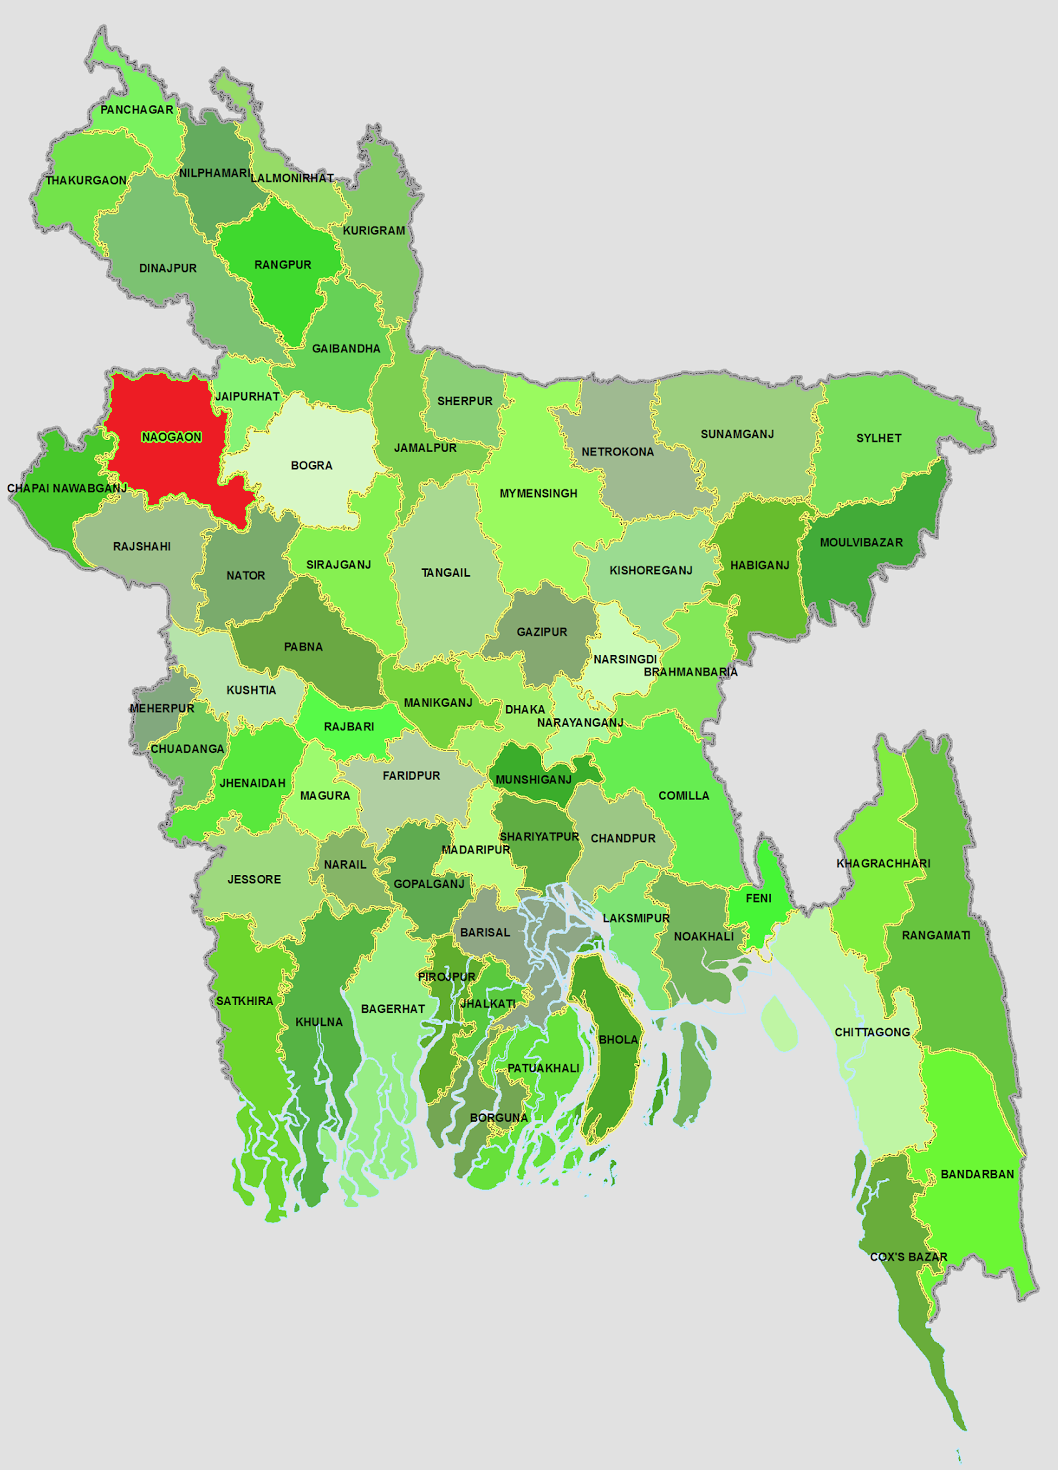 PANCHAGAR
THAKURGAON
NILPHAMARI
LALMONIRHAT
KURIGRAM
DINAJPUR
RANGPUR
GAIBANDHA
JAIPURHAT
SHERPUR
NAOGAON
BOGRA
JAMALPUR
NETROKONA
SUNAMGANJ
SYLHET
CHAPAI NAWABGANJ
MYMENSINGH
RAJSHAHI
NATOR
SIRAJGANJ
TANGAIL
KISHOREGANJ
HABIGANJ
MOULVIBAZAR
PABNA
GAZIPUR
NARSINGDI
BRAHMANBARIA
KUSHTIA
MEHERPUR
MANIKGANJ
DHAKA
NARAYANGANJ
RAJBARI
CHUADANGA
JHENAIDAH
MAGURA
FARIDPUR
MUNSHIGANJ
COMILLA
SHARIYATPUR
CHANDPUR
MADARIPUR
NARAIL
JESSORE
GOPALGANJ
KHAGRACHHARI
FENI
LAKSMIPUR
NOAKHALI
RANGAMATI
BARISAL
PIROJPUR
JHALKATI
SATKHIRA
KHULNA
BAGERHAT
BHOLA
CHITTAGONG
PATUAKHALI
BORGUNA
BANDARBAN
COX'S BAZAR